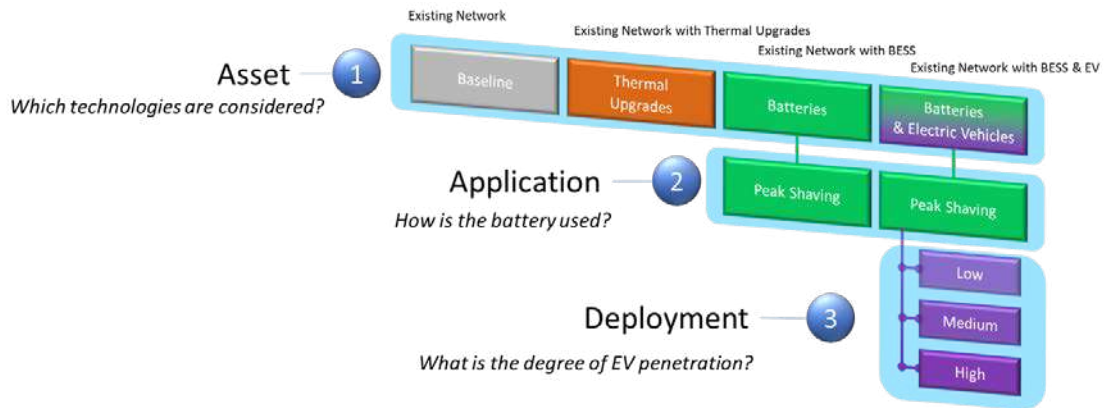 Existing Network
Existing Network with Thermal Upgrades
Existing Network with BESS
Existing Network with BESS & EV
Asset
1
Which technologies are considered?
Baseline
Thermal
Upgrades
Batteries
Batteries
& Electric Vehicles
Application
2
How is the battery used?
Peak Shaving
Peak Shaving
Deployment
3
What is the degree of EV penetration?
Low
Medium
High